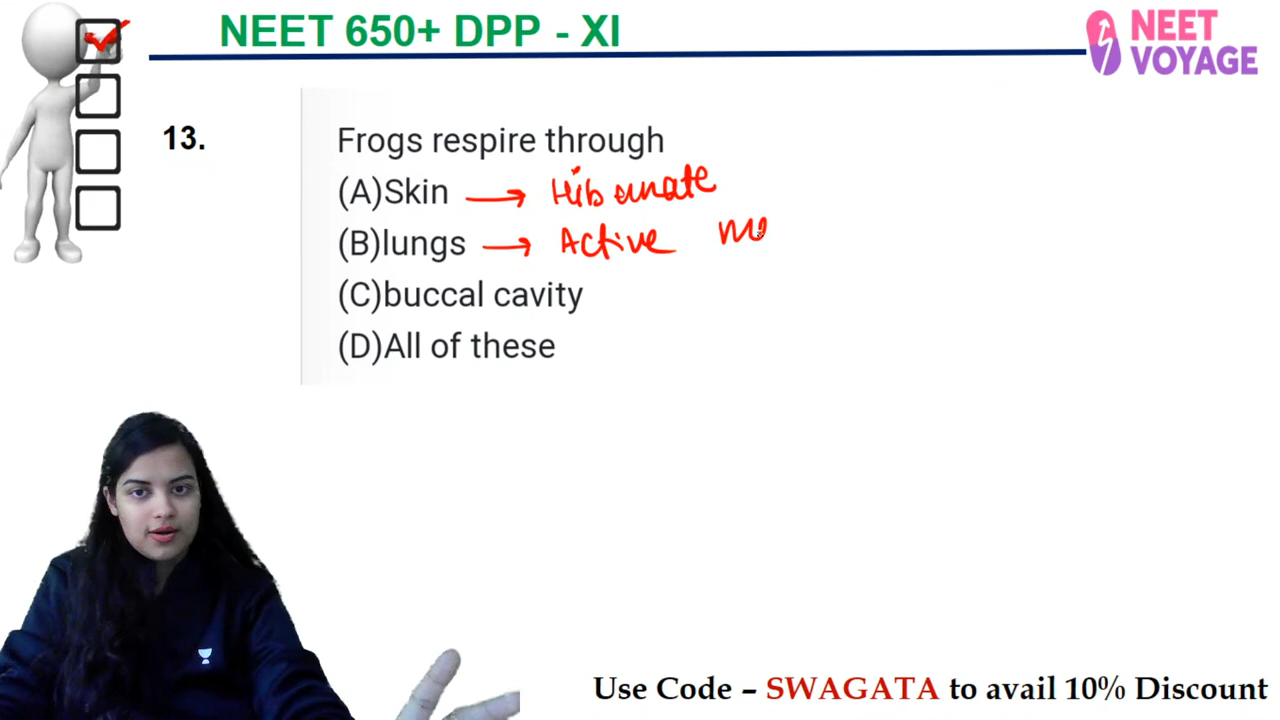 NEET 650+ DPP - XI
NEET
VOYAGE
13.
Frogs respire through
(A)Skin → Hibernate
(B)lungs → Active
(C)buccal cavity
(D)All of these
Use Code – SWAGATA to avail 10% Discount